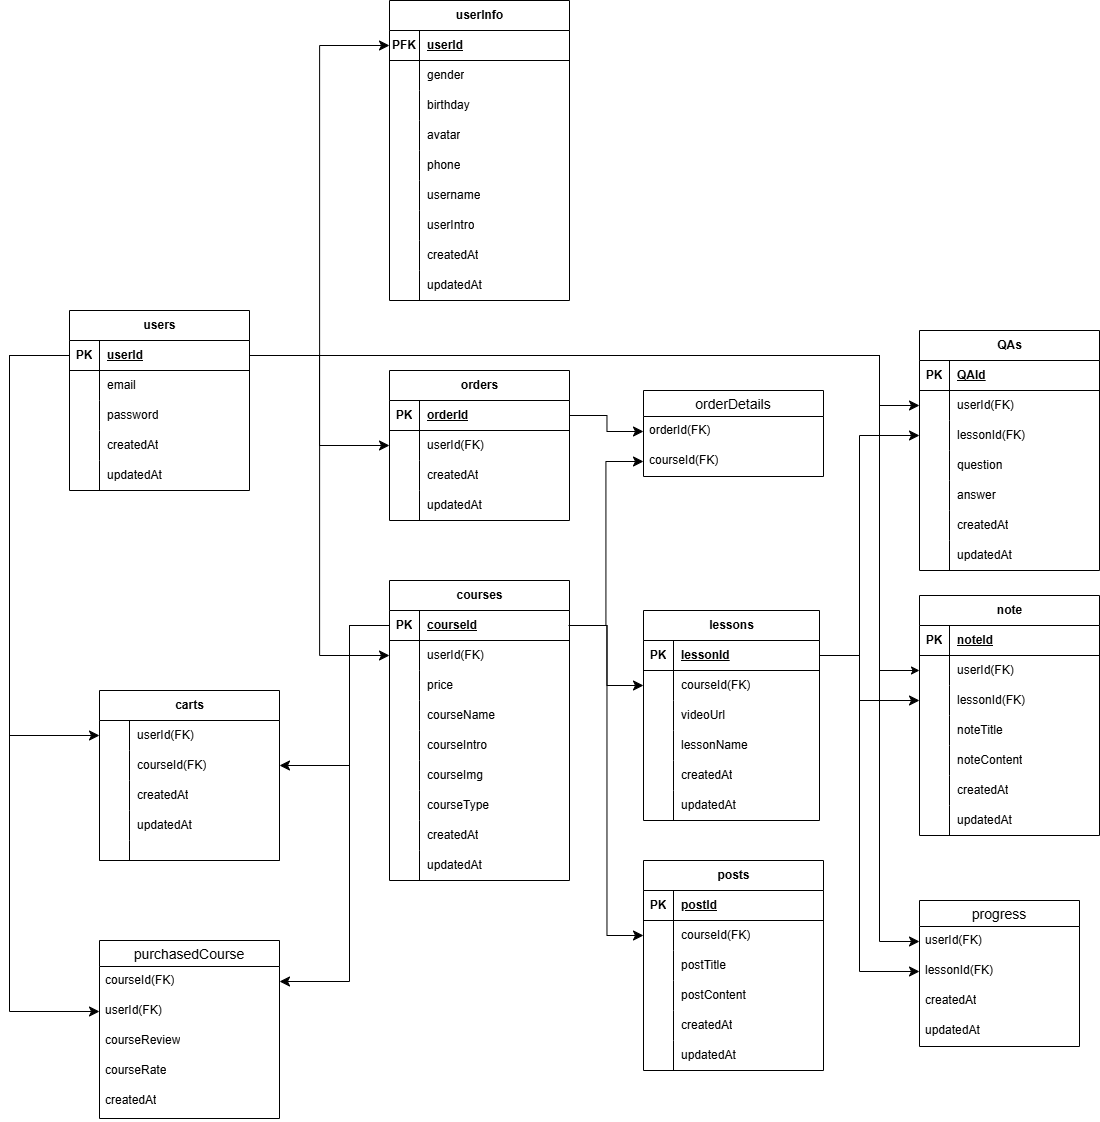 userInfo
PFK userId
gender
birthday
avatar
phone
username
userIntro
createdAt
updatedAt
users
PK userId
email
password
createdAt
updatedAt
orders
PK orderId
userId(FK)
createdAt
updatedAt
orderDetails
orderId(FK)
courseId(FK)
QAs
PK QAId
userId(FK)
lessonId(FK)
question
answer
createdAt
updatedAt
courses
PK courseId
userId(FK)
price
courseName
courseIntro
courseImg
courseType
createdAt
updatedAt
lessons
PK lessonId
courseId(FK)
videoUrl
lessonName
createdAt
updatedAt
note
PK noteId
userId(FK)
lessonId(FK)
noteTitle
noteContent
createdAt
updatedAt
carts
userId(FK)
courseId(FK)
createdAt
updatedAt
posts
PK postId
courseId(FK)
postTitle
postContent
createdAt
updatedAt
progress
userId(FK)
lessonId(FK)
createdAt
updatedAt
purchasedCourse
courseId(FK)
userId(FK)
courseReview
courseRate
createdAt